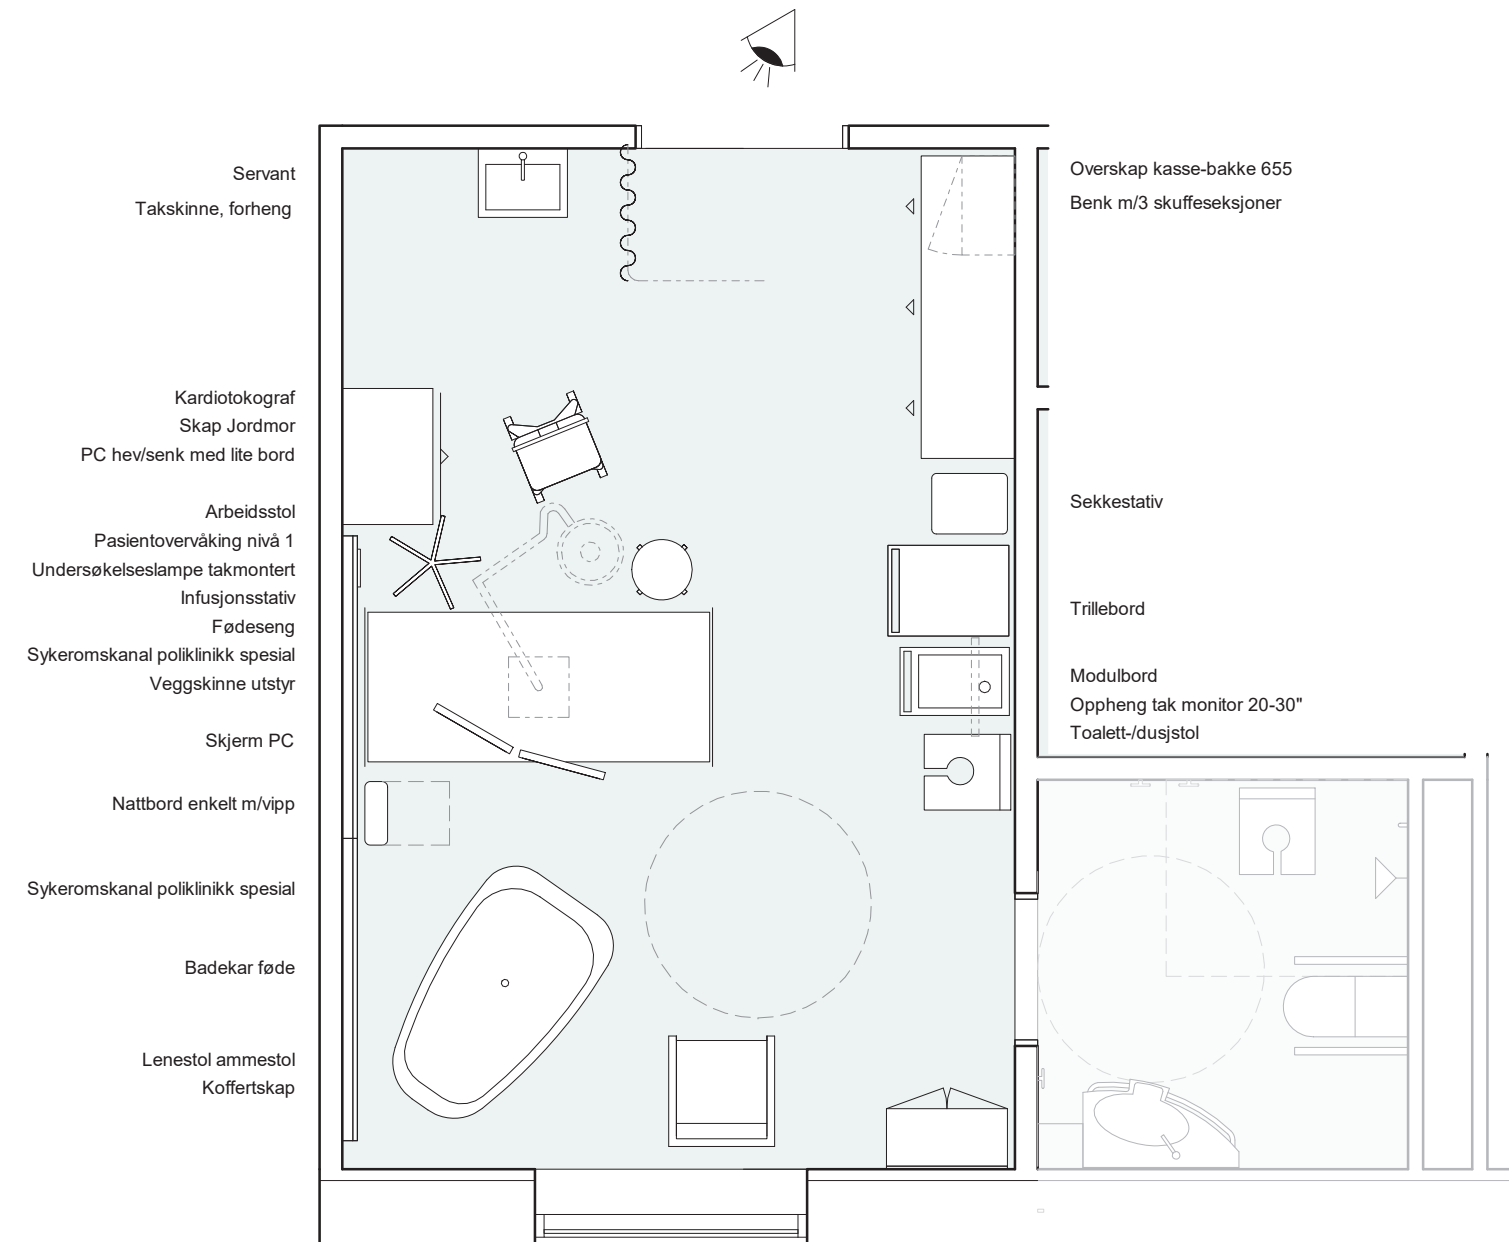 Servant
Takskinne, forheng
Kardiotokograf
Skap Jordmor
PC hev/senk med lite bord
Arbeidsstol
Pasientovervåking nivå 1
Undersøkelseslampe takmontert
Infusjonsstativ
Fødeseng
Sykeromskanal poliklinikk spesial
Veggskinne utstyr
Skjerm PC
Nattbord enkelt m/vipp
Sykeromskanal poliklinikk spesial
Badekar føde
Lenestol ammestol
Koffertskap
Overskap kasse-bakke 655
Benk m/3 skuffeseksjoner
Sekkestativ
Trillebord
Modulbord
Oppheng tak monitor 20-30"
Toalett-/dusjstol